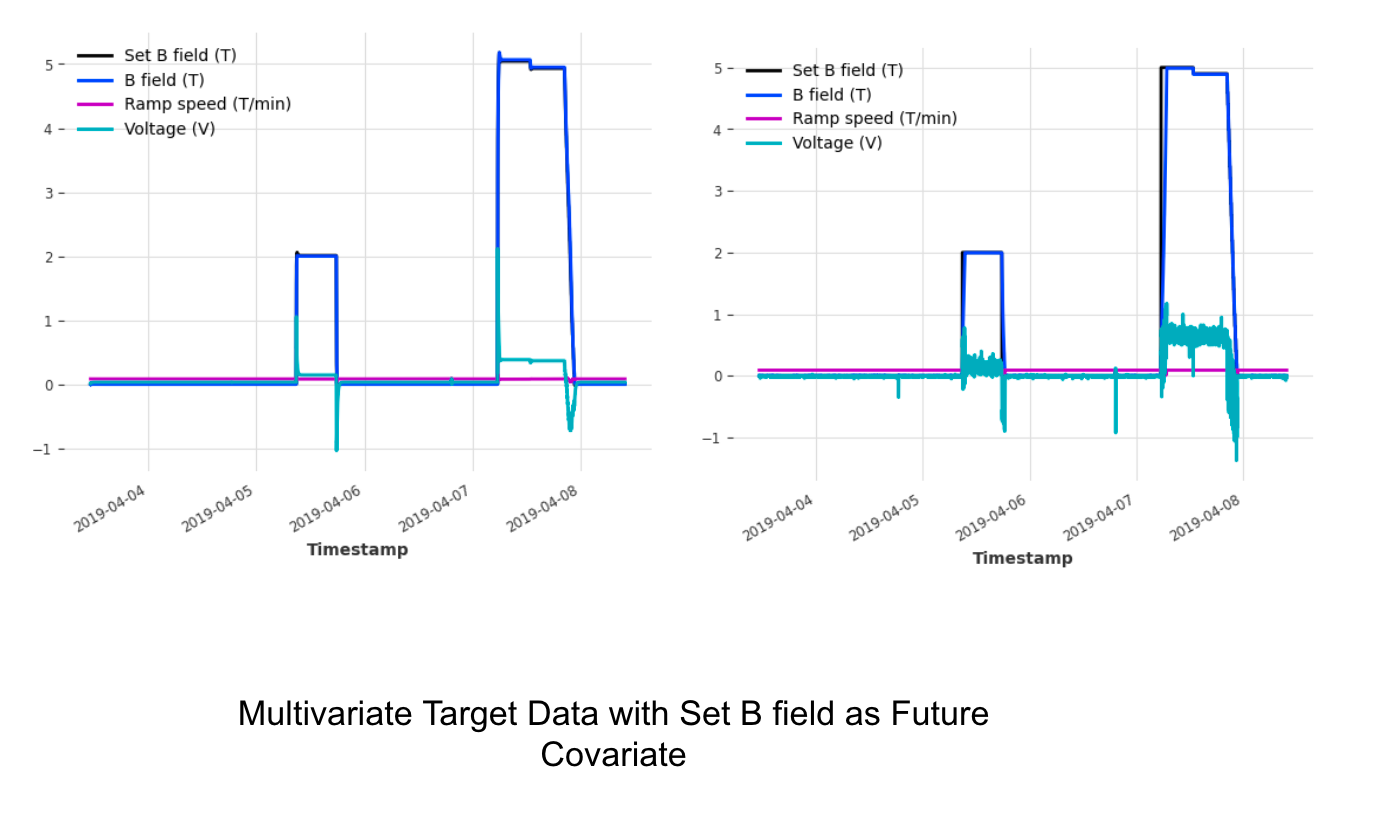 Set B field (T)
B field (T)
Ramp speed (T/min)
Voltage (V)
5
4
3
2
1
0
−1
2019-04-04
2019-04-05
2019-04-06
2019-04-07
2019-04-08
Timestamp
Set B field (T)
B field (T)
Ramp speed (T/min)
Voltage (V)
5
4
3
2
1
0
−1
2019-04-04
2019-04-05
2019-04-06
2019-04-07
2019-04-08
Timestamp
Multivariate Target Data with Set B field as Future
Covariate